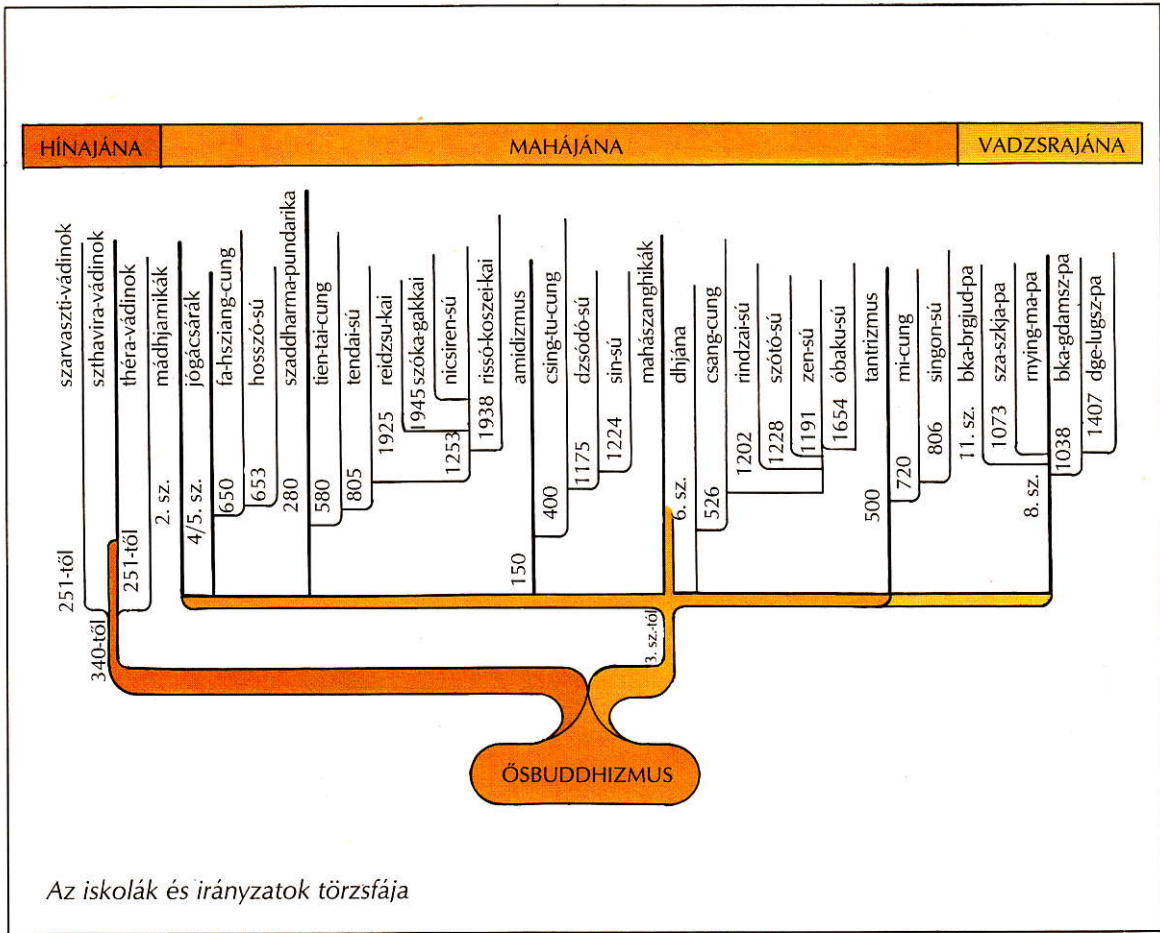 HÍNAJÁNA
MAHÁJÁNA
VADZSRAJÁNA
szarvaszti-vádinok
251-től
szthavira-vádinok
340-től
théra-vádinok
251-től
mádhjamikák
2. sz.
jógácsárák
4/5. sz.
fa-hsziang-cung
650
hosszó-sú
653
szaddharma-pundarika
280
tien-tai-cung
580
tendai-sú
805
reidzsu-kai
1925
szóka-gakkai
1945
nicsiren-sú
1253
rissó-koszei-kai
1938
amidizmus
150
csing-tu-cung
400
dzsódó-sú
1175
sin-sú
1224
mahászanghikák
3. sz.-tól
dhjána
6. sz.
csang-cung
526
rindzai-sú
1202
szótó-sú
1228
zen-sú
1191
óbaku-sú
1654
tantrizmus
500
mi-cung
720
singon-sú
806
bka-brgjud-pa
11. sz.
sza-szkja-pa
1073
rnying-ma-pa
8. sz.
bka-gdamsz-pa
1038
dge-lugsz-pa
1407
ŐSBUDDHIZMUS
Az iskolák és irányzatok törzsfája